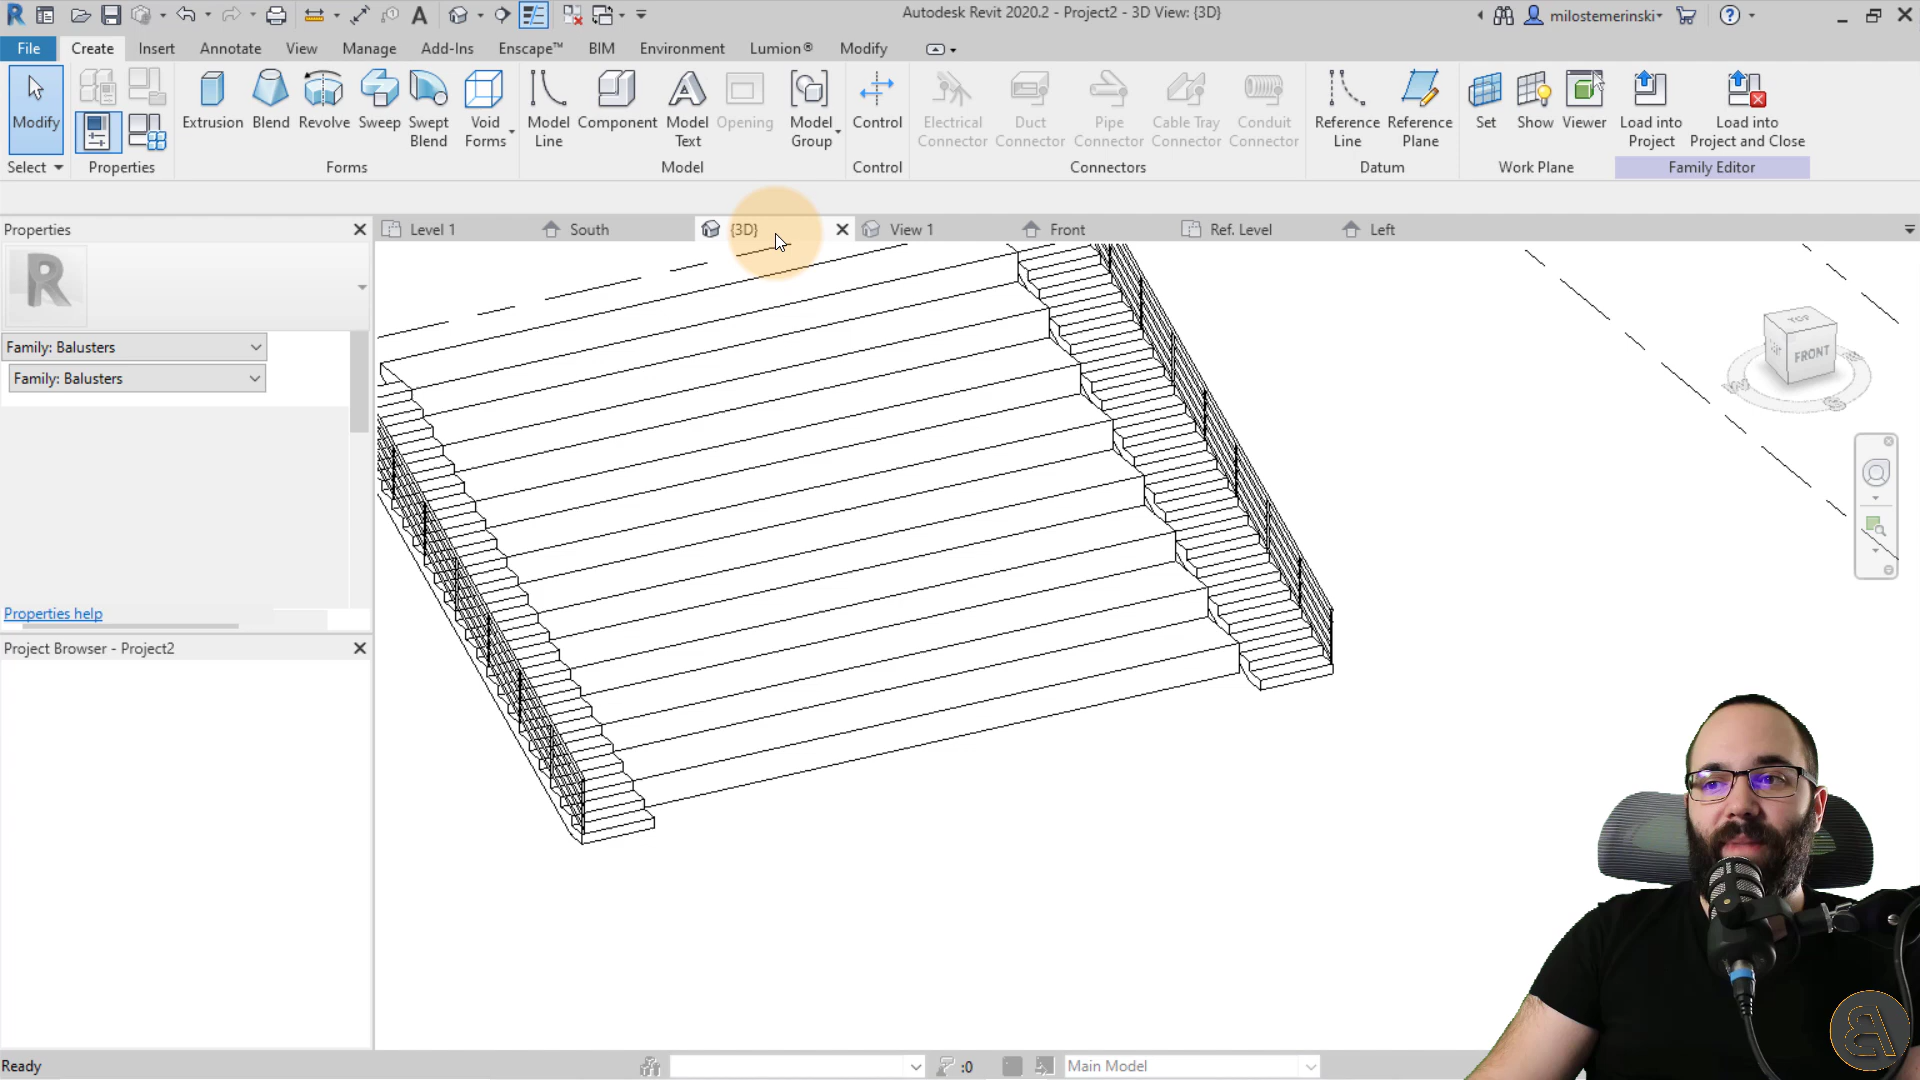 Autodesk Revit 2020.2 - Project2 - 3D View: {3D}
milostemerinski
File Create Insert Annotate View Manage Add-Ins Enscape™ BIM Environment Lumion® Modify
Modify Extrusion Blend Revolve Sweep Swept Blend Void Forms Model Line Component Model Text Opening Model Group Control Electrical Connector Duct Connector Pipe Connector Cable Tray Connector Conduit Connector Reference Line Reference Plane Set Show Viewer Load into Project Load into Project and Close
Select Properties Forms Model Control Connectors Datum Work Plane Family Editor
Properties
Level 1 South {3D} View 1 Front Ref. Level Left
R
Family: Balusters
Family: Balusters
TOP
FRONT
Properties help
Project Browser - Project2
Ready
:0
Main Model